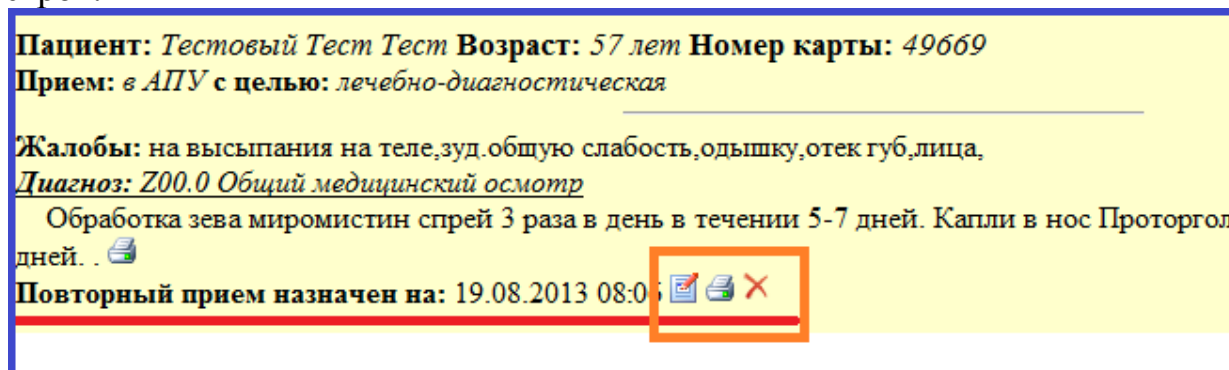 Пациент: Тестовый Тест Тест Возраст: 57 лет Номер карты: 49669
Прием: в АПУ с целью: лечебно-диагностическая
Жалобы: на высыпания на теле,зуд.общую слабость,одышку,отек губ,лица,
Диагноз: Z00.0 Общий медицинский осмотр
Обработка зева миромистин спрей 3 раза в день в течении 5-7 дней. Капли в нос Проторгол
дней. .
Повторный прием назначен на: 19.08.2013